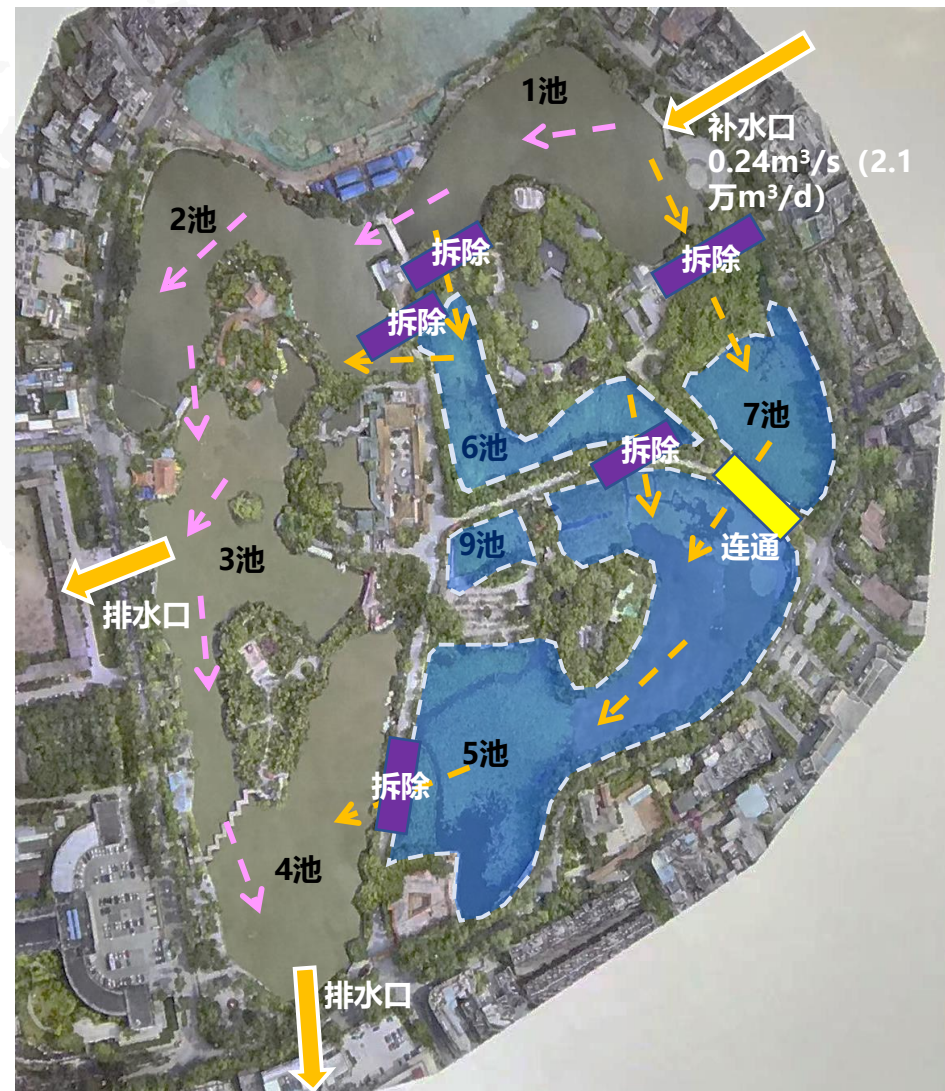 1池
补水口
0.24m³/s（2.1
万m³/d）
2池
拆除
拆除
拆除
7池
6池
拆除
9池
连通
3池
排水口
5池
拆除
4池
排水口